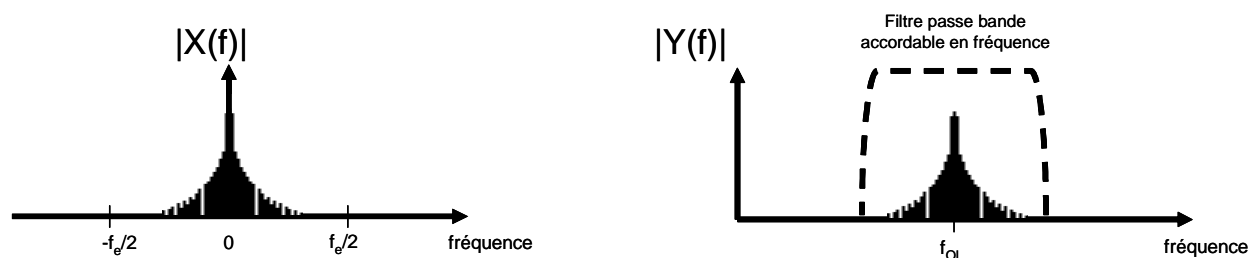 |X(f)|
-fe/2
0
fe/2
fréquence
Filtre passe bande
accordable en fréquence
|Y(f)|
fOL
fréquence